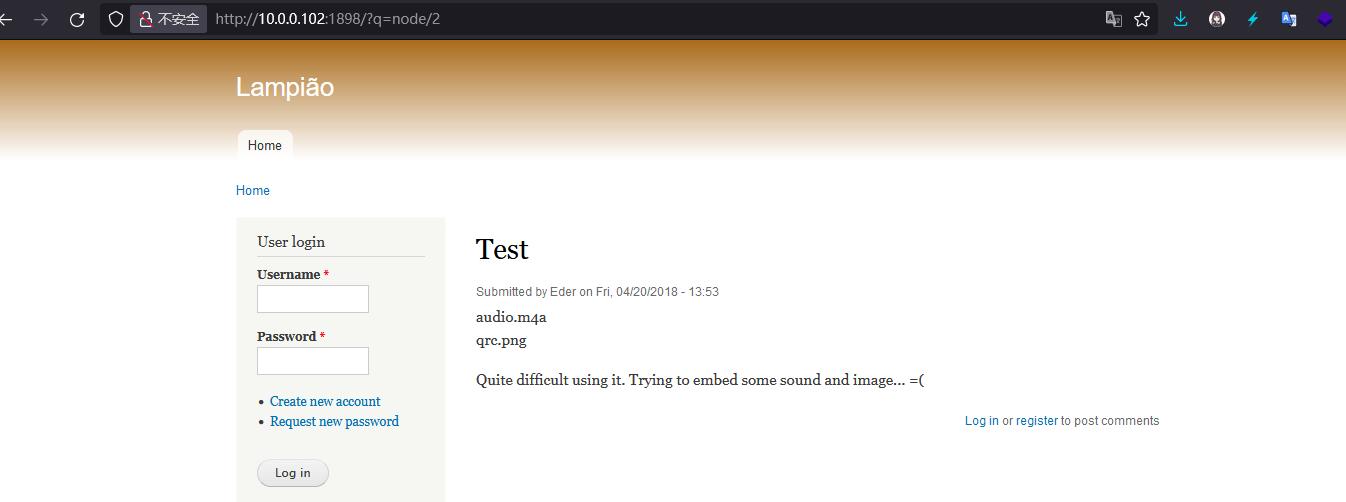 不安全
http://10.0.0.102:1898/?q=node/2
Lampião
Home
Home
User login
Username *
Password *
Create new account
Request new password
Log in
Test
Submitted by Eder on Fri, 04/20/2018 - 13:53
audio.m4a
qrc.png
Quite difficult using it. Trying to embed some sound and image... =(
Log in or register to post comments